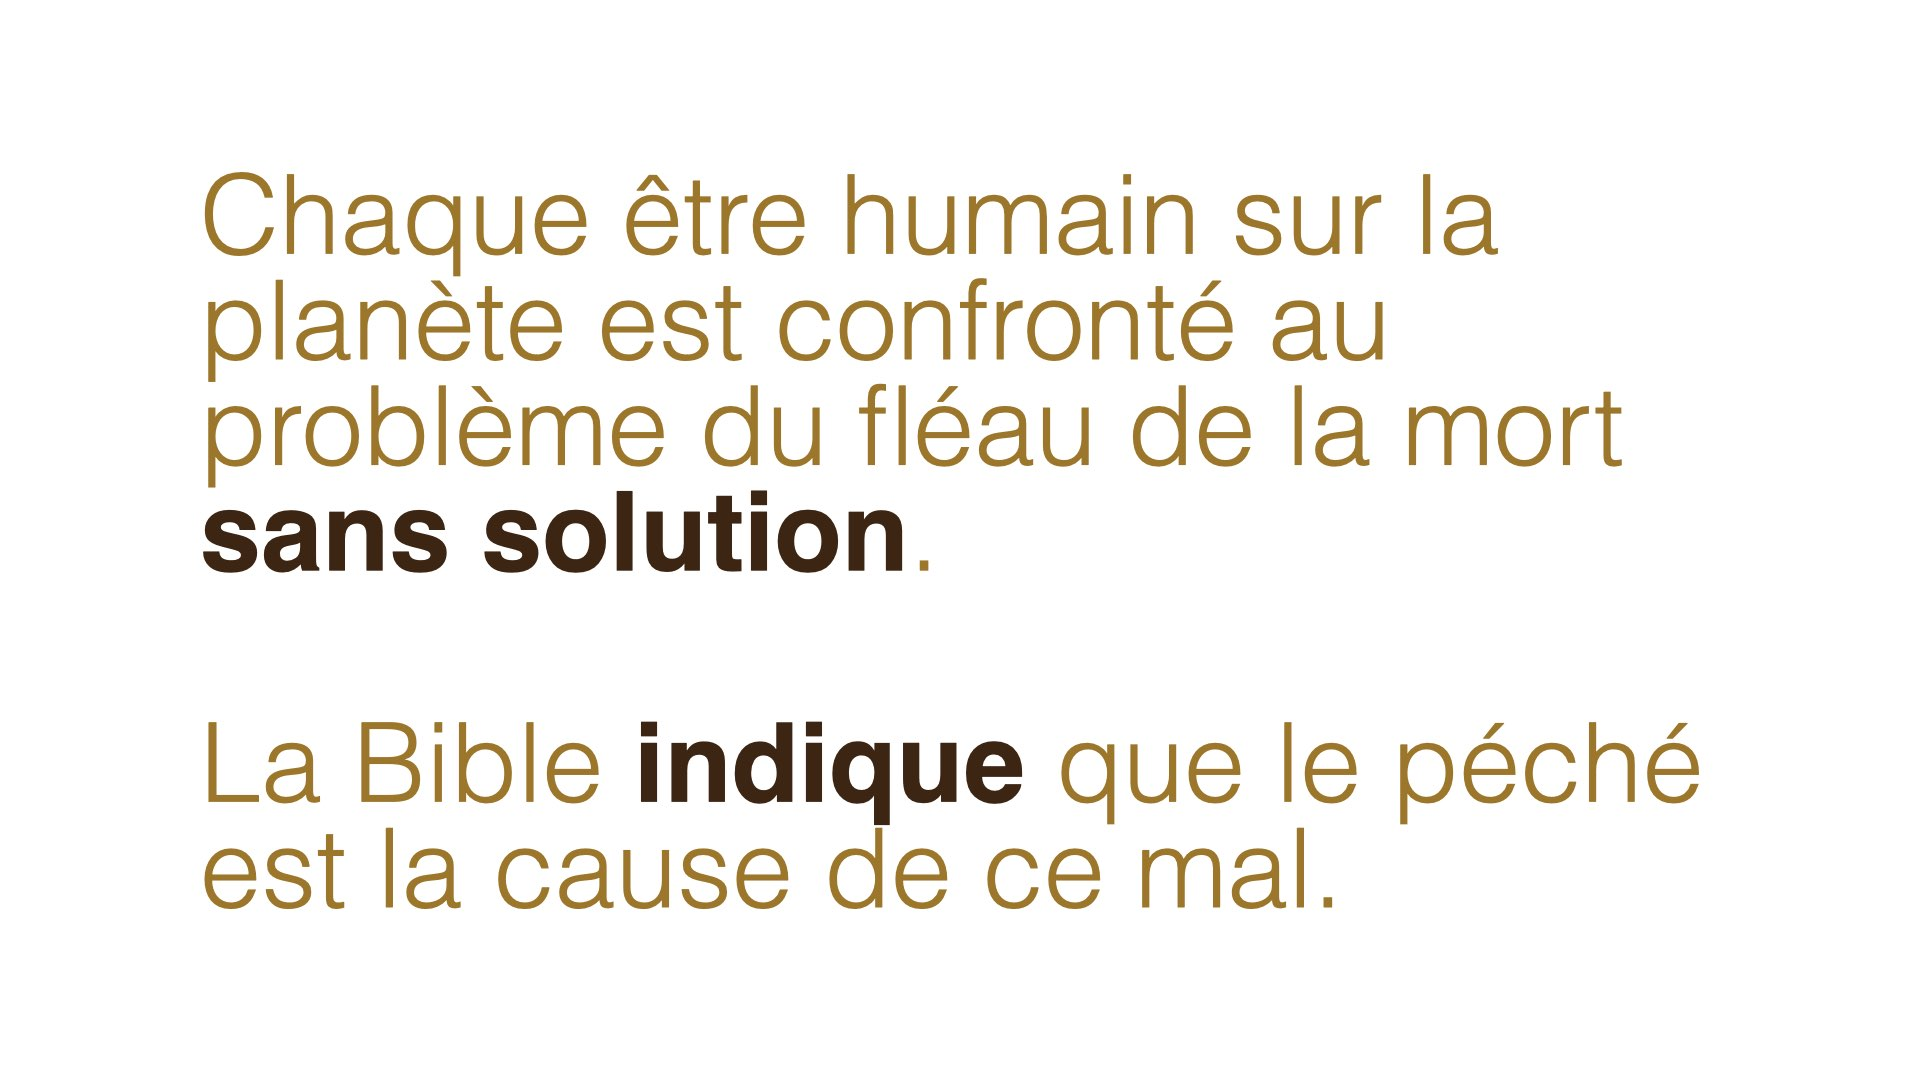 Chaque être humain sur la
planète est confronté au
problème du fléau de la mort
sans solution.
La Bible indique que le péché
est la cause de ce mal.